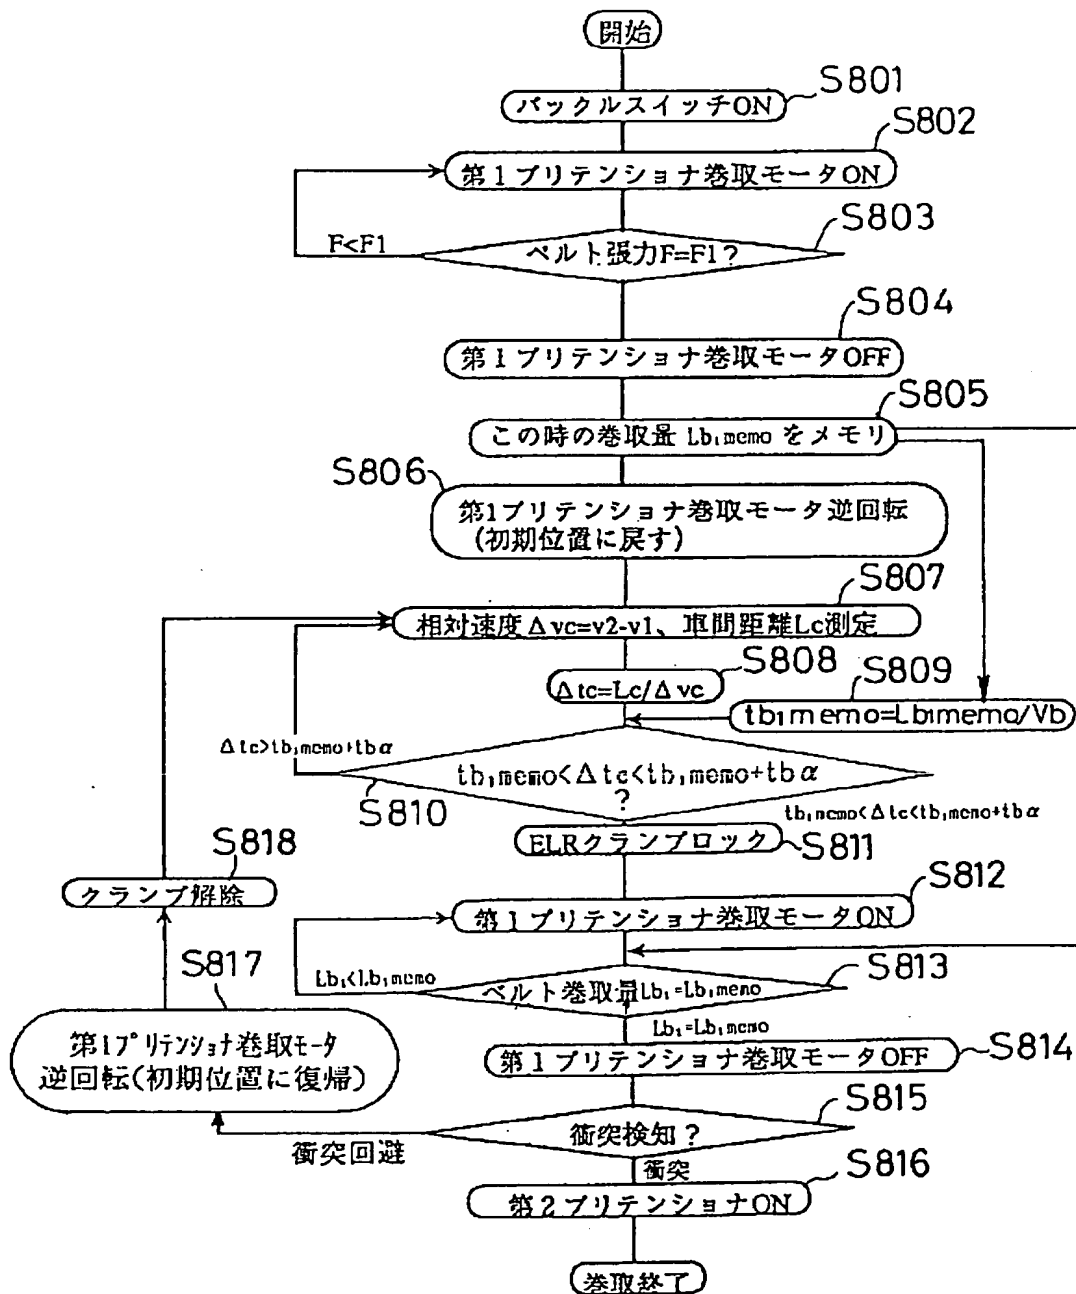 開始
S801
バックルスイッチON
S802
第1プリテンショナ巻取モータON
S803
F<F1
ベルト張力F=F1?
S804
第1プリテンショナ巻取モータOFF
S805
この時の巻取量 Lb₁memo をメモリ
S806
第1プリテンショナ巻取モータ逆回転
(初期位置に戻す)
S807
相対速度Δvc=v2-v1、車間距離Lc測定
S808
Δtc=Lc/Δvc
S809
tb₁memo=Lb₁memo/Vb
Δtc>tb₁memo+tbα
tb₁memo<Δtc<tb₁memo+tbα
?
S810
tb₁memo<Δtc<tb₁memo+tbα
ELRクランプロック
S811
S818
クランプ解除
S812
第1プリテンショナ巻取モータON
S817
Lb₁<Lb₁memo
S813
ベルト巻取量Lb₁=Lb₁memo
Lb₁=Lb₁memo
第1プリテンショナ巻取モータ
逆回転(初期位置に復帰)
第1プリテンショナ巻取モータOFF
S814
S815
衝突検知?
衝突回避
衝突
S816
第2プリテンショナON
巻取終了